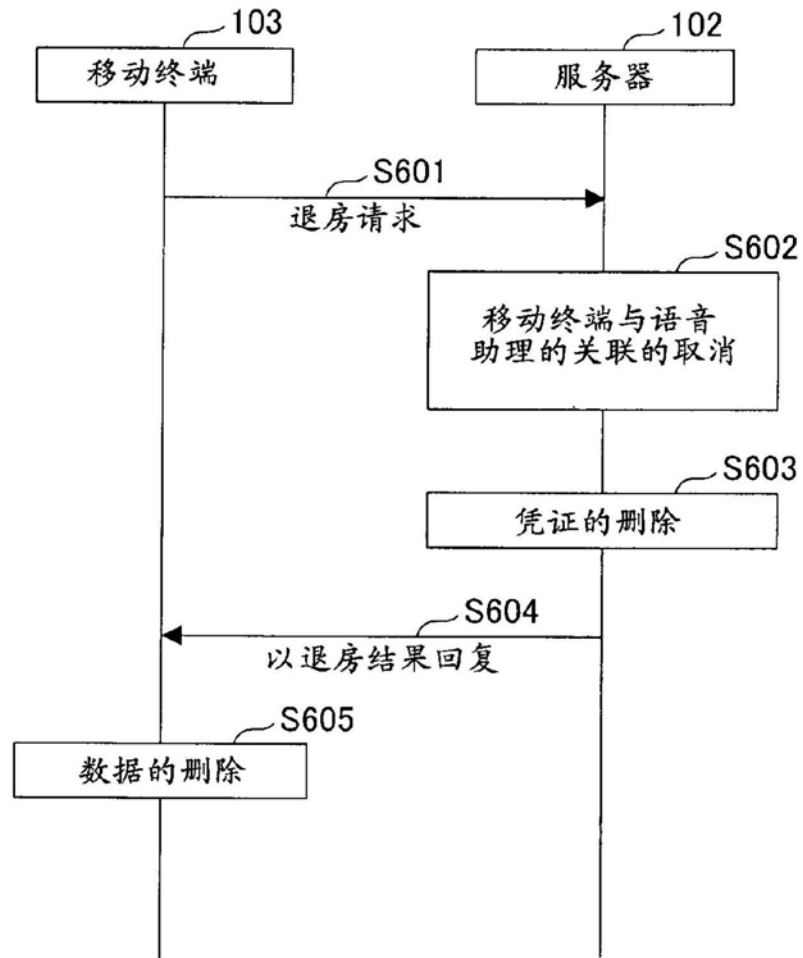 103
102
移动终端
服务器
S601
退房请求
S602
移动终端与语音
助理的关联的取消
S603
凭证的删除
S604
以退房结果回复
S605
数据的删除